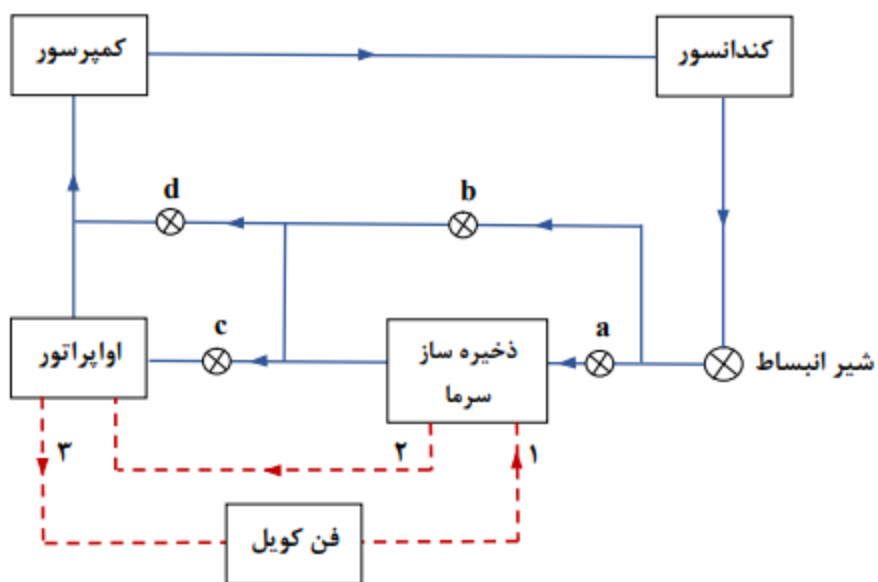 کمپرسور
کندانسور
d
b
اواپراتور
c
ذخیره ساز
سرما
a
شیر انبساط
۳
۲
۱
فن کویل